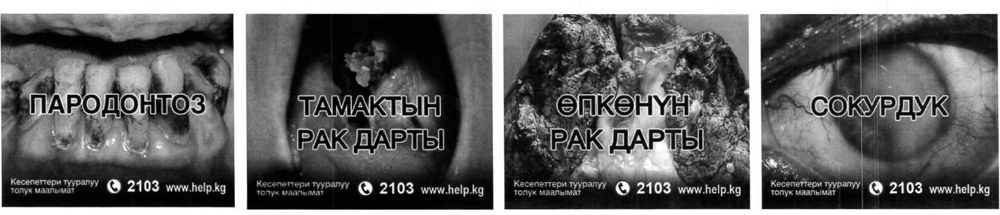 ПАРОДОНТОЗ
Кесепеттери тууралуу
толук маалымат
2103 www.help.kg
ТАМАКТЫН
РАК ДАРТЫ
Кесепеттери тууралуу
толук маалымат
2103 www.help.kg
ӨПКӨНҮН
РАК ДАРТЫ
Кесепеттери тууралуу
толук маалымат
2103 www.help.kg
СОКУРДУК
Кесепеттери тууралуу
толук маалымат
2103 www.help.kg